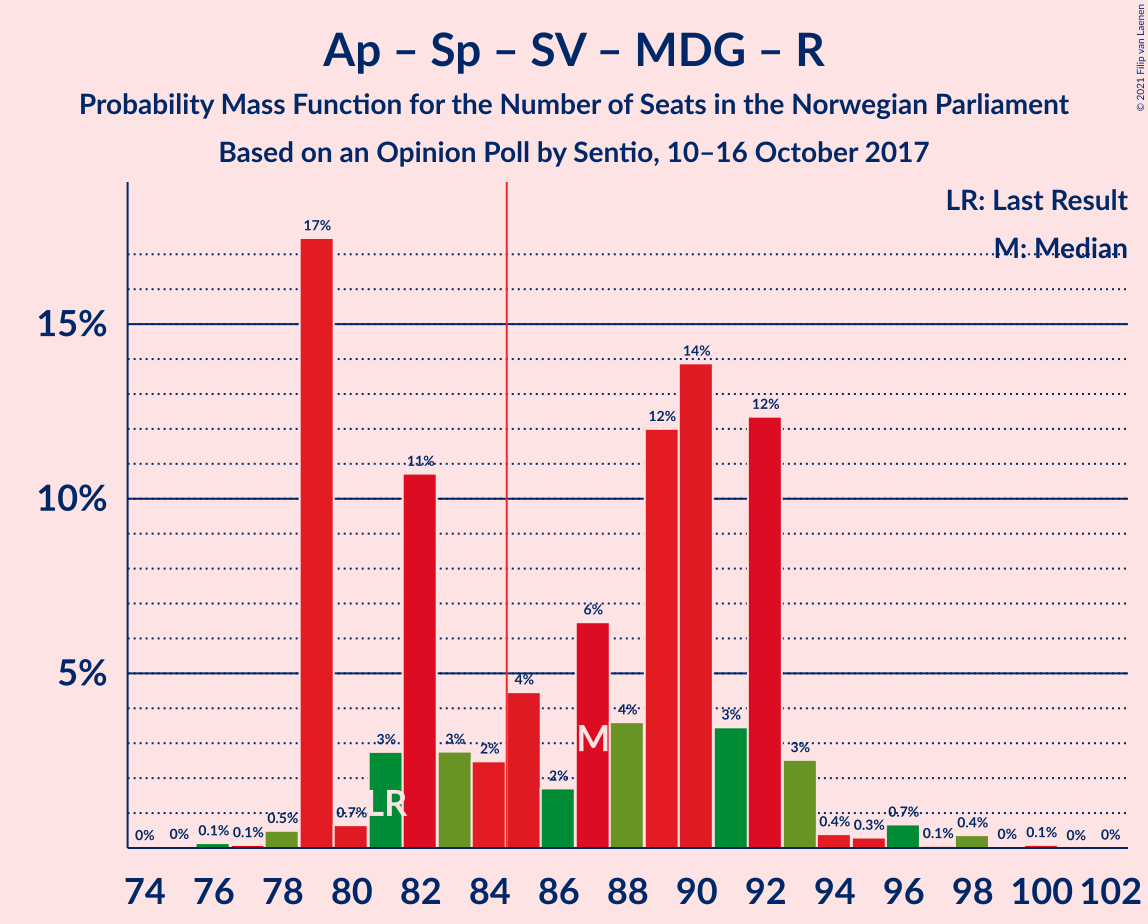 Ap – Sp – SV – MDG – R
Probability Mass Function for the Number of Seats in the Norwegian Parliament
Based on an Opinion Poll by Sentio, 10–16 October 2017
© 2021 Filip van Laenen
LR: Last Result
M: Median
15%
10%
5%
0% 0% 0.1% 0.1% 0.5% 17% 0.7% 3% 11% 3% 2% 4% 2% 6% 4% 12% 14% 3% 12% 3% 0.4% 0.3% 0.7% 0.1% 0.4% 0% 0.1% 0% 0%
LR
M
74 76 78 80 82 84 86 88 90 92 94 96 98 100 102